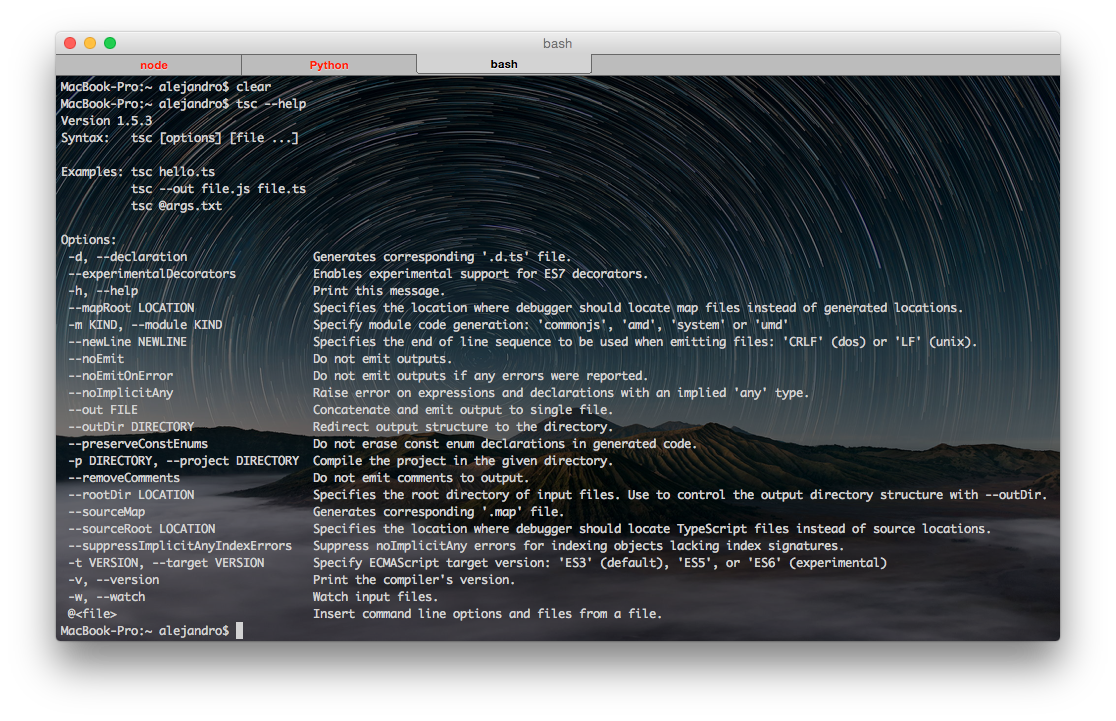 bash
node Python bash
MacBook-Pro:~ alejandro$ clear
MacBook-Pro:~ alejandro$ tsc --help
Version 1.5.3
Syntax:   tsc [options] [file ...]
Examples: tsc hello.ts
          tsc --out file.js file.ts
          tsc @args.txt
Options:
 -d, --declaration                  Generates corresponding '.d.ts' file.
 --experimentalDecorators           Enables experimental support for ES7 decorators.
 -h, --help                         Print this message.
 --mapRoot LOCATION                 Specifies the location where debugger should locate map files instead of generated locations.
 -m KIND, --module KIND             Specify module code generation: 'commonjs', 'amd', 'system' or 'umd'
 --newLine NEWLINE                  Specifies the end of line sequence to be used when emitting files: 'CRLF' (dos) or 'LF' (unix).
 --noEmit                           Do not emit outputs.
 --noEmitOnError                    Do not emit outputs if any errors were reported.
 --noImplicitAny                    Raise error on expressions and declarations with an implied 'any' type.
 --out FILE                         Concatenate and emit output to single file.
 --outDir DIRECTORY                 Redirect output structure to the directory.
 --preserveConstEnums               Do not erase const enum declarations in generated code.
 -p DIRECTORY, --project DIRECTORY  Compile the project in the given directory.
 --removeComments                   Do not emit comments to output.
 --rootDir LOCATION                 Specifies the root directory of input files. Use to control the output directory structure with --outDir.
 --sourceMap                        Generates corresponding '.map' file.
 --sourceRoot LOCATION              Specifies the location where debugger should locate TypeScript files instead of source locations.
 --suppressImplicitAnyIndexErrors   Suppress noImplicitAny errors for indexing objects lacking index signatures.
 -t VERSION, --target VERSION       Specify ECMAScript target version: 'ES3' (default), 'ES5', or 'ES6' (experimental)
 -v, --version                      Print the compiler's version.
 -w, --watch                        Watch input files.
 @<file>                            Insert command line options and files from a file.
MacBook-Pro:~ alejandro$